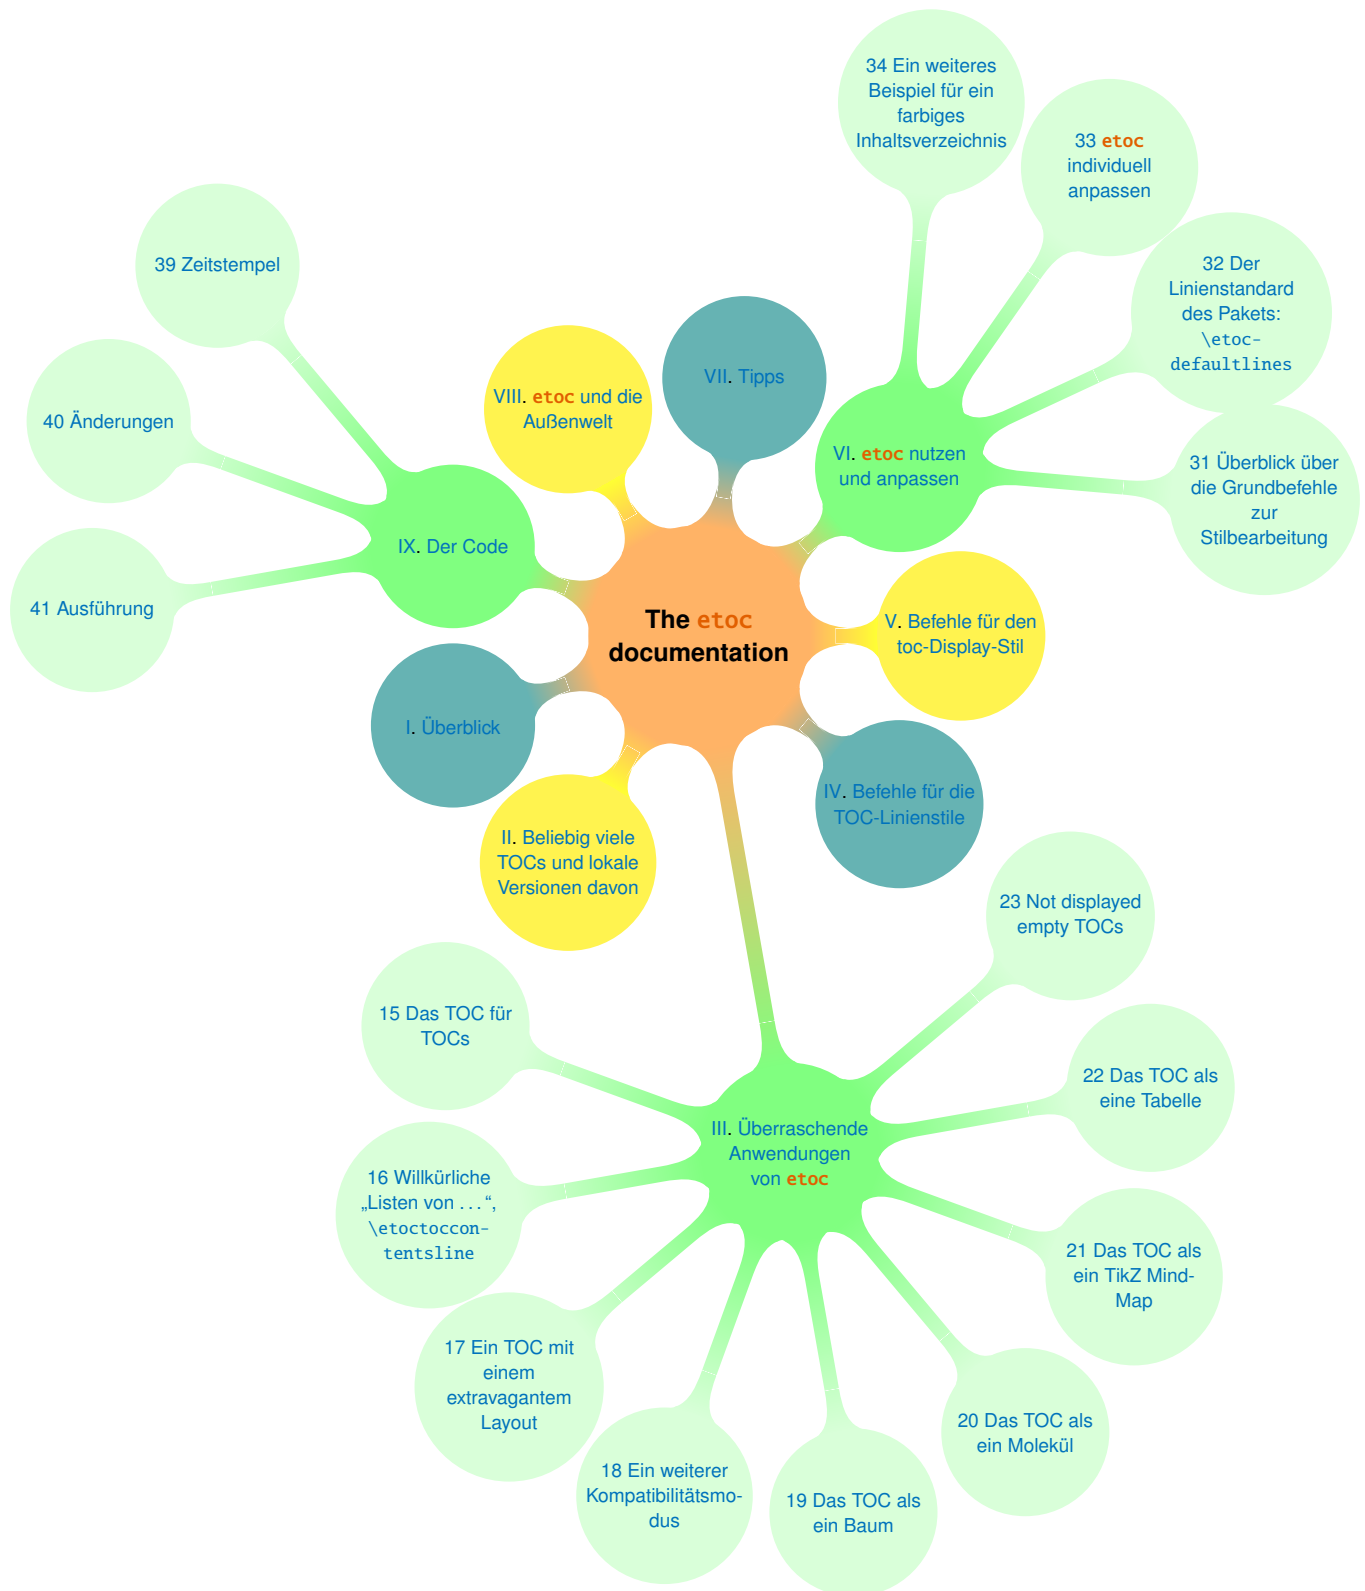 34 Ein weiteres
Beispiel für ein
farbiges
Inhaltsverzeichnis
33 etoc
individuell
anpassen
32 Der
Linienstandard
des Pakets:
\etoc-
defaultlines
31 Überblick über
die Grundbefehle
zur
Stilbearbeitung
39 Zeitstempel
40 Änderungen
41 Ausführung
VIII. etoc und die
Außenwelt
VII. Tipps
VI. etoc nutzen
und anpassen
IX. Der Code
The etoc
documentation
V. Befehle für den
toc-Display-Stil
I. Überblick
IV. Befehle für die
TOC-Linienstile
II. Beliebig viele
TOCs und lokale
Versionen davon
23 Not displayed
empty TOCs
15 Das TOC für
TOCs
22 Das TOC als
eine Tabelle
III. Überraschende
Anwendungen
von etoc
16 Willkürliche
„Listen von . . . “,
\etoctoccon-
tentsline
21 Das TOC als
ein TikZ Mind-
Map
17 Ein TOC mit
einem
extravagantem
Layout
20 Das TOC als
ein Molekül
18 Ein weiterer
Kompatibilitätsmo-
dus
19 Das TOC als
ein Baum